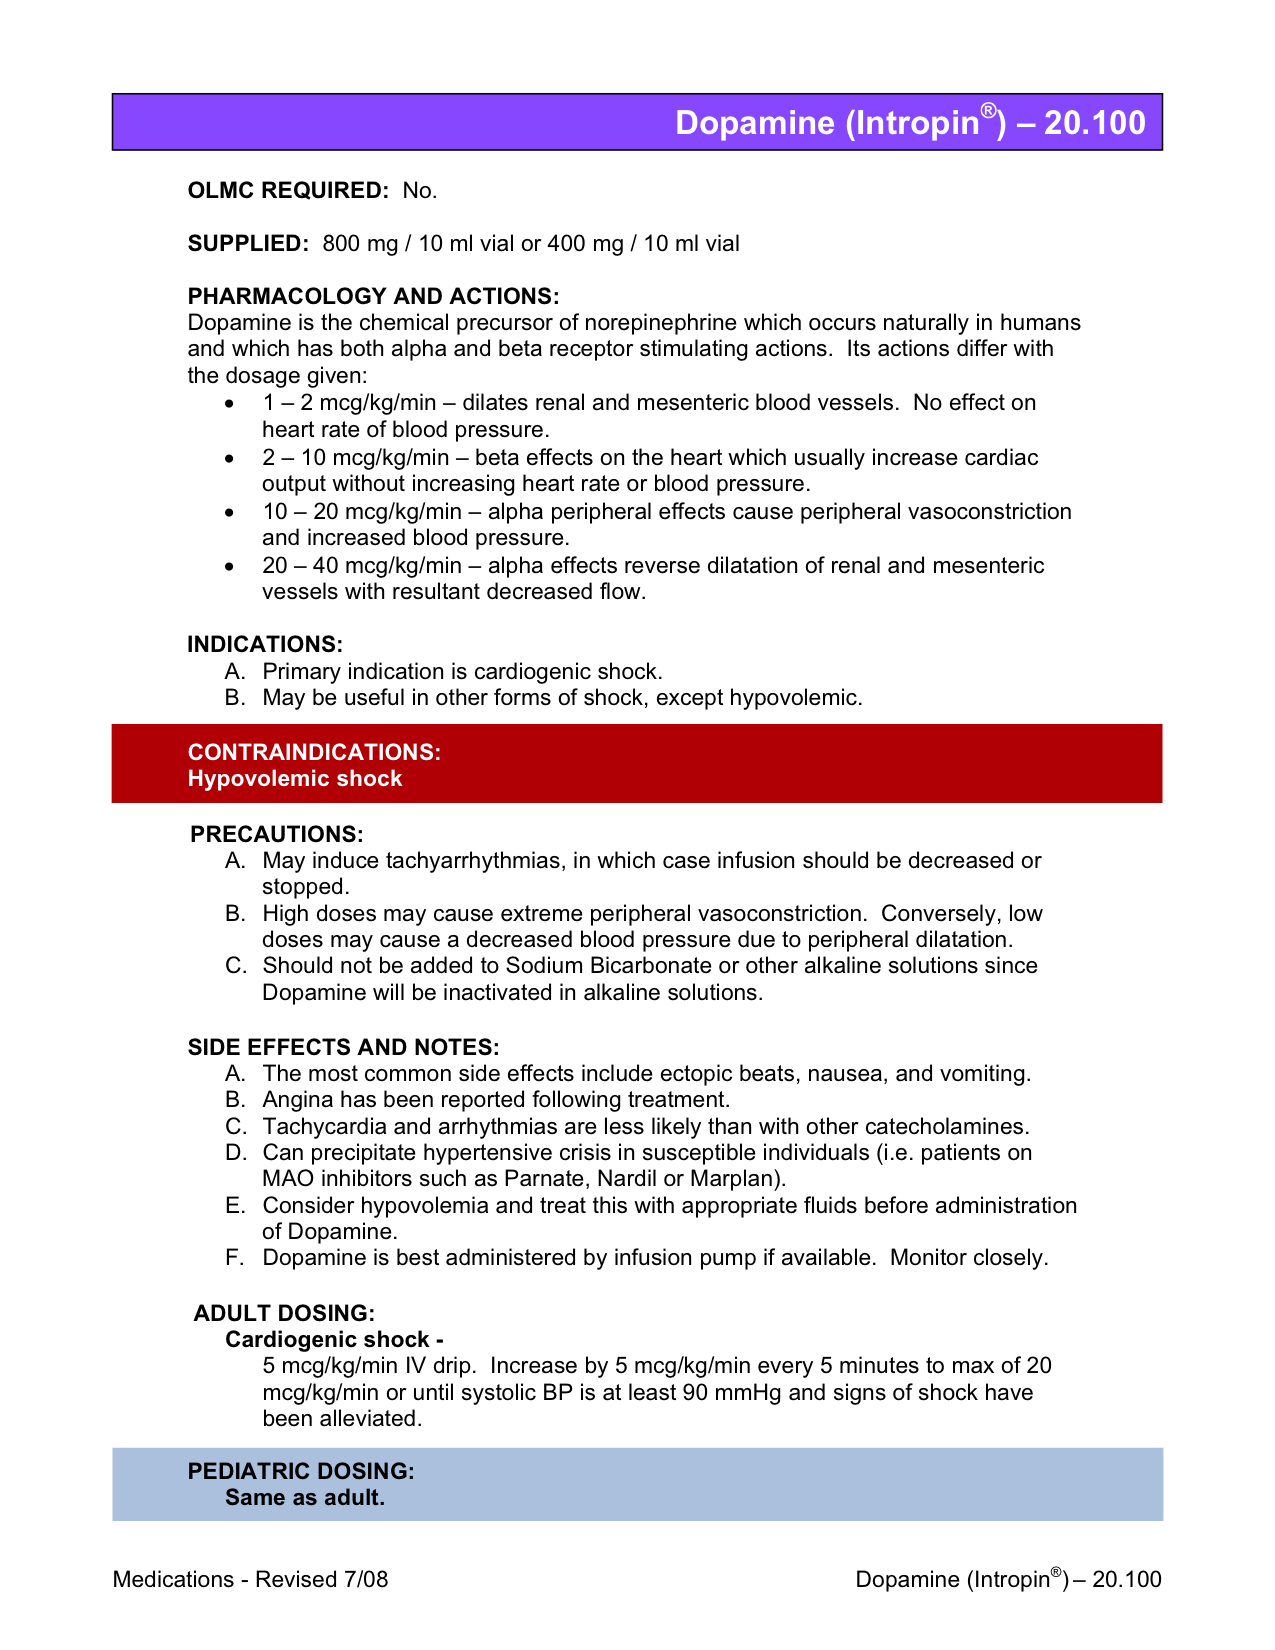 Dopamine (Intropin®) – 20.100
OLMC REQUIRED: No.
SUPPLIED: 800 mg / 10 ml vial or 400 mg / 10 ml vial
PHARMACOLOGY AND ACTIONS:
Dopamine is the chemical precursor of norepinephrine which occurs naturally in humans
and which has both alpha and beta receptor stimulating actions. Its actions differ with
the dosage given:
• 1 – 2 mcg/kg/min – dilates renal and mesenteric blood vessels. No effect on
heart rate of blood pressure.
• 2 – 10 mcg/kg/min – beta effects on the heart which usually increase cardiac
output without increasing heart rate or blood pressure.
• 10 – 20 mcg/kg/min – alpha peripheral effects cause peripheral vasoconstriction
and increased blood pressure.
• 20 – 40 mcg/kg/min – alpha effects reverse dilatation of renal and mesenteric
vessels with resultant decreased flow.
INDICATIONS:
A. Primary indication is cardiogenic shock.
B. May be useful in other forms of shock, except hypovolemic.
CONTRAINDICATIONS:
Hypovolemic shock
PRECAUTIONS:
A. May induce tachyarrhythmias, in which case infusion should be decreased or
stopped.
B. High doses may cause extreme peripheral vasoconstriction. Conversely, low
doses may cause a decreased blood pressure due to peripheral dilatation.
C. Should not be added to Sodium Bicarbonate or other alkaline solutions since
Dopamine will be inactivated in alkaline solutions.
SIDE EFFECTS AND NOTES:
A. The most common side effects include ectopic beats, nausea, and vomiting.
B. Angina has been reported following treatment.
C. Tachycardia and arrhythmias are less likely than with other catecholamines.
D. Can precipitate hypertensive crisis in susceptible individuals (i.e. patients on
MAO inhibitors such as Parnate, Nardil or Marplan).
E. Consider hypovolemia and treat this with appropriate fluids before administration
of Dopamine.
F. Dopamine is best administered by infusion pump if available. Monitor closely.
ADULT DOSING:
Cardiogenic shock -
5 mcg/kg/min IV drip. Increase by 5 mcg/kg/min every 5 minutes to max of 20
mcg/kg/min or until systolic BP is at least 90 mmHg and signs of shock have
been alleviated.
PEDIATRIC DOSING:
Same as adult.
Medications - Revised 7/08
Dopamine (Intropin®) – 20.100